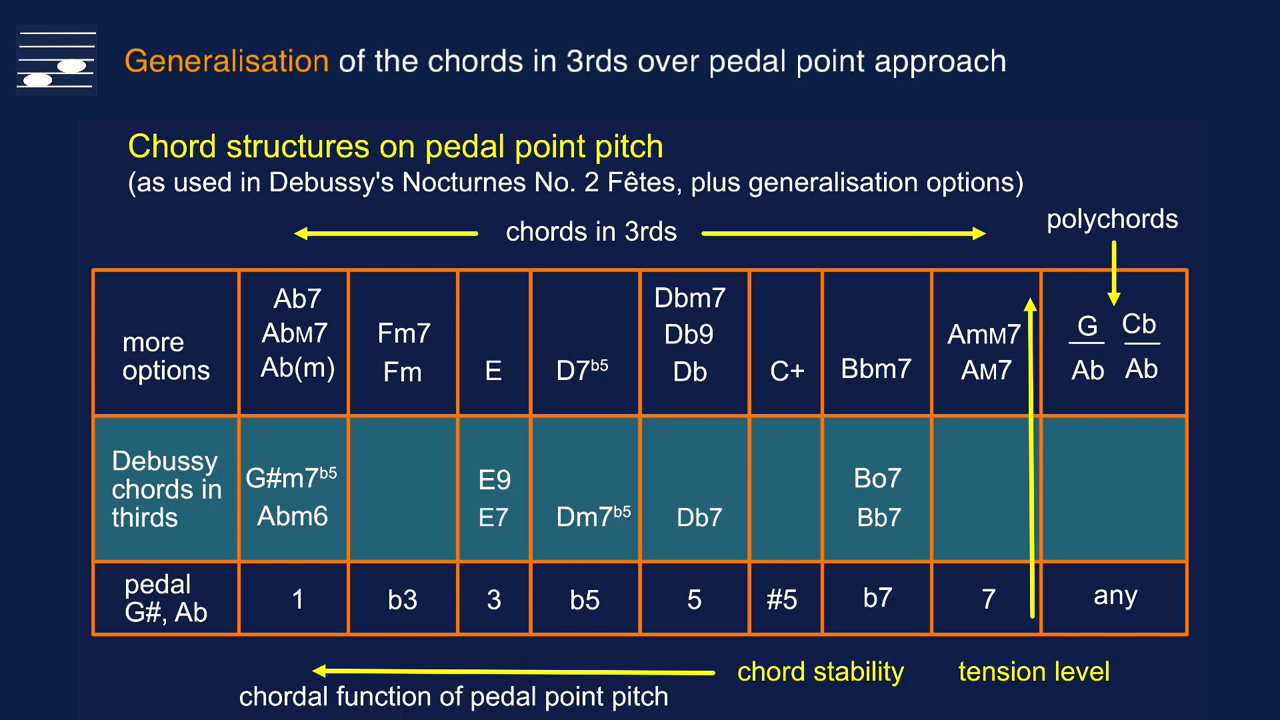 Generalisation of the chords in 3rds over pedal point approach
Chord structures on pedal point pitch
(as used in Debussy's Nocturnes No. 2 Fêtes, plus generalisation options)
chords in 3rds
polychords
more
options
Ab7
AbM7
Ab(m)
Fm7
Fm
E
D7b5
Dbm7
Db9
Db
C+
Bbm7
AmM7
AM7
G
Ab
Cb
Ab
Debussy
chords in
thirds
G#m7b5
Abm6
E9
E7
Dm7b5
Db7
Bo7
Bb7
pedal
G#, Ab
1
b3
3
b5
5
#5
b7
7
any
chord stability
tension level
chordal function of pedal point pitch